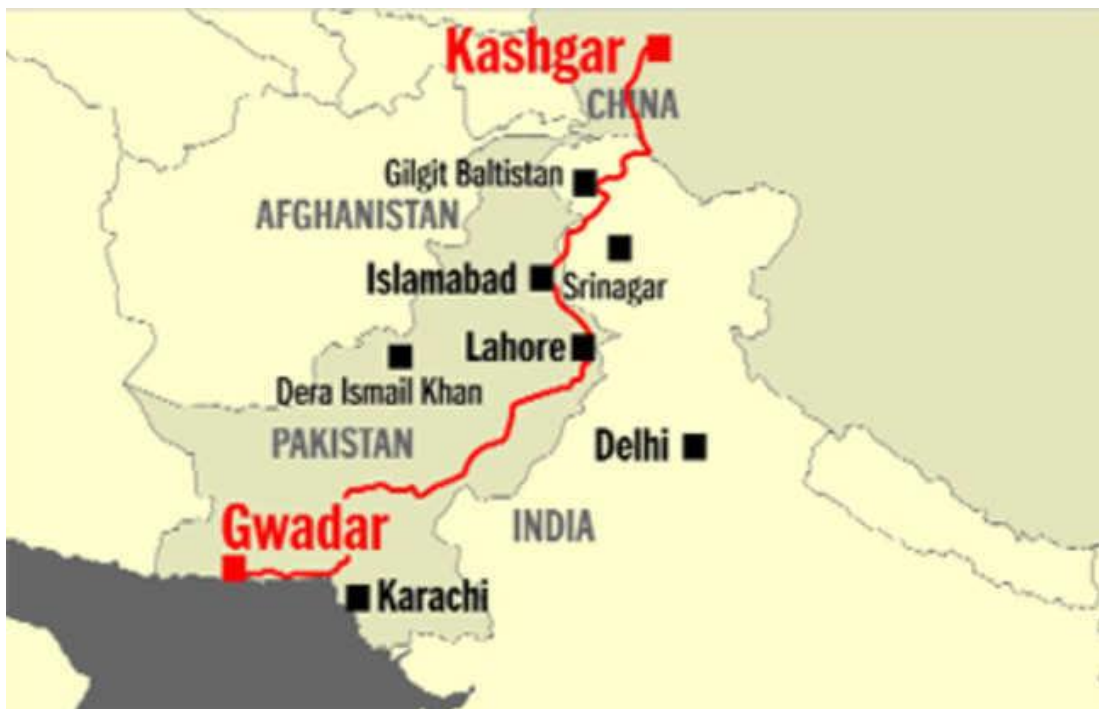 Kashgar
CHINA
Gilgit Baltistan
AFGHANISTAN
Islamabad
Srinagar
Lahore
Dera Ismail Khan
PAKISTAN
Delhi
Gwadar
INDIA
Karachi